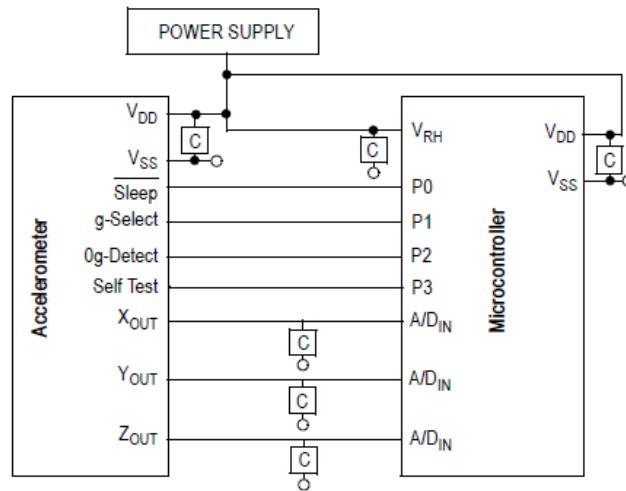 POWER SUPPLY
Accelerometer
VDD
C
VSS
Sleep
g-Select
0g-Detect
Self Test
XOUT
YOUT
ZOUT
C
C
C
C
Microcontroller
VRH
P0
P1
P2
P3
A/DIN
A/DIN
A/DIN
VDD
C
VSS